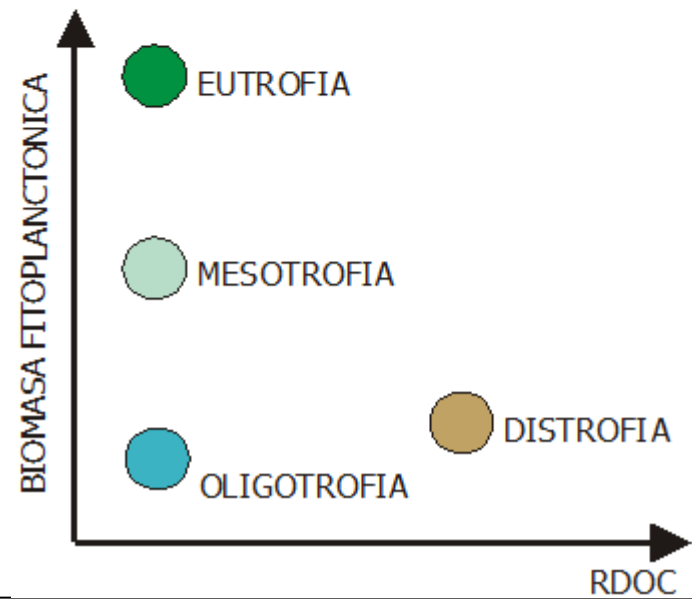 BIOMASA FITOPLANCTONICA
EUTROFIA
MESOTROFIA
DISTROFIA
OLIGOTROFIA
RDOC